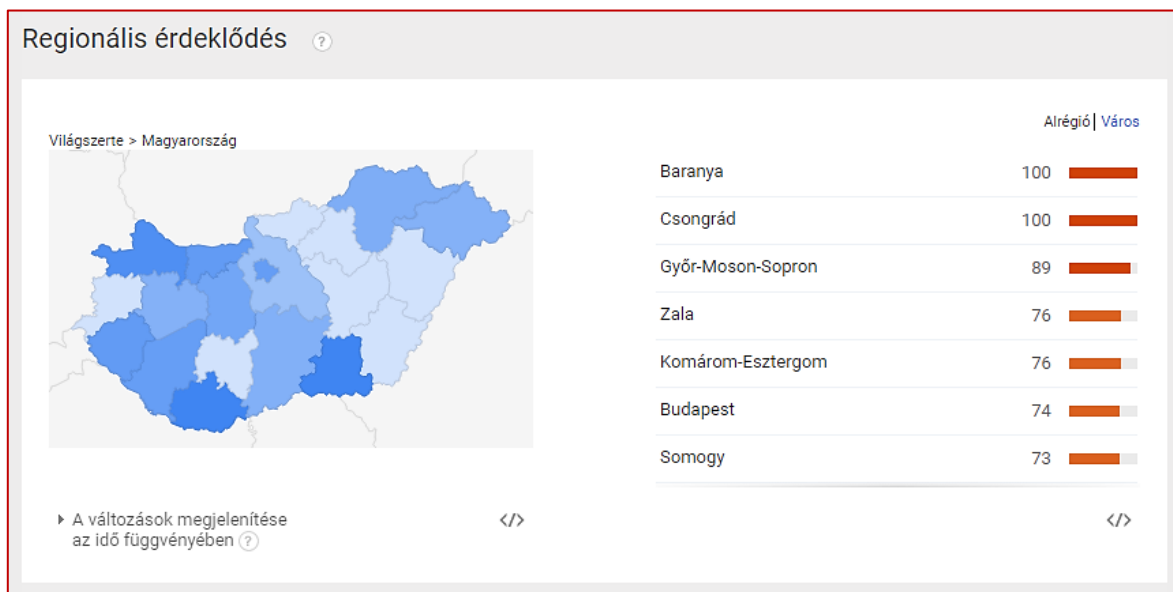 Regionális érdeklődés ?
Alrégió | Város
Világszerte > Magyarország
Baranya 100
Csongrád 100
Győr-Moson-Sopron 89
Zala 76
Komárom-Esztergom 76
Budapest 74
Somogy 73
A változások megjelenítése
az idő függvényében ?
</>
</>